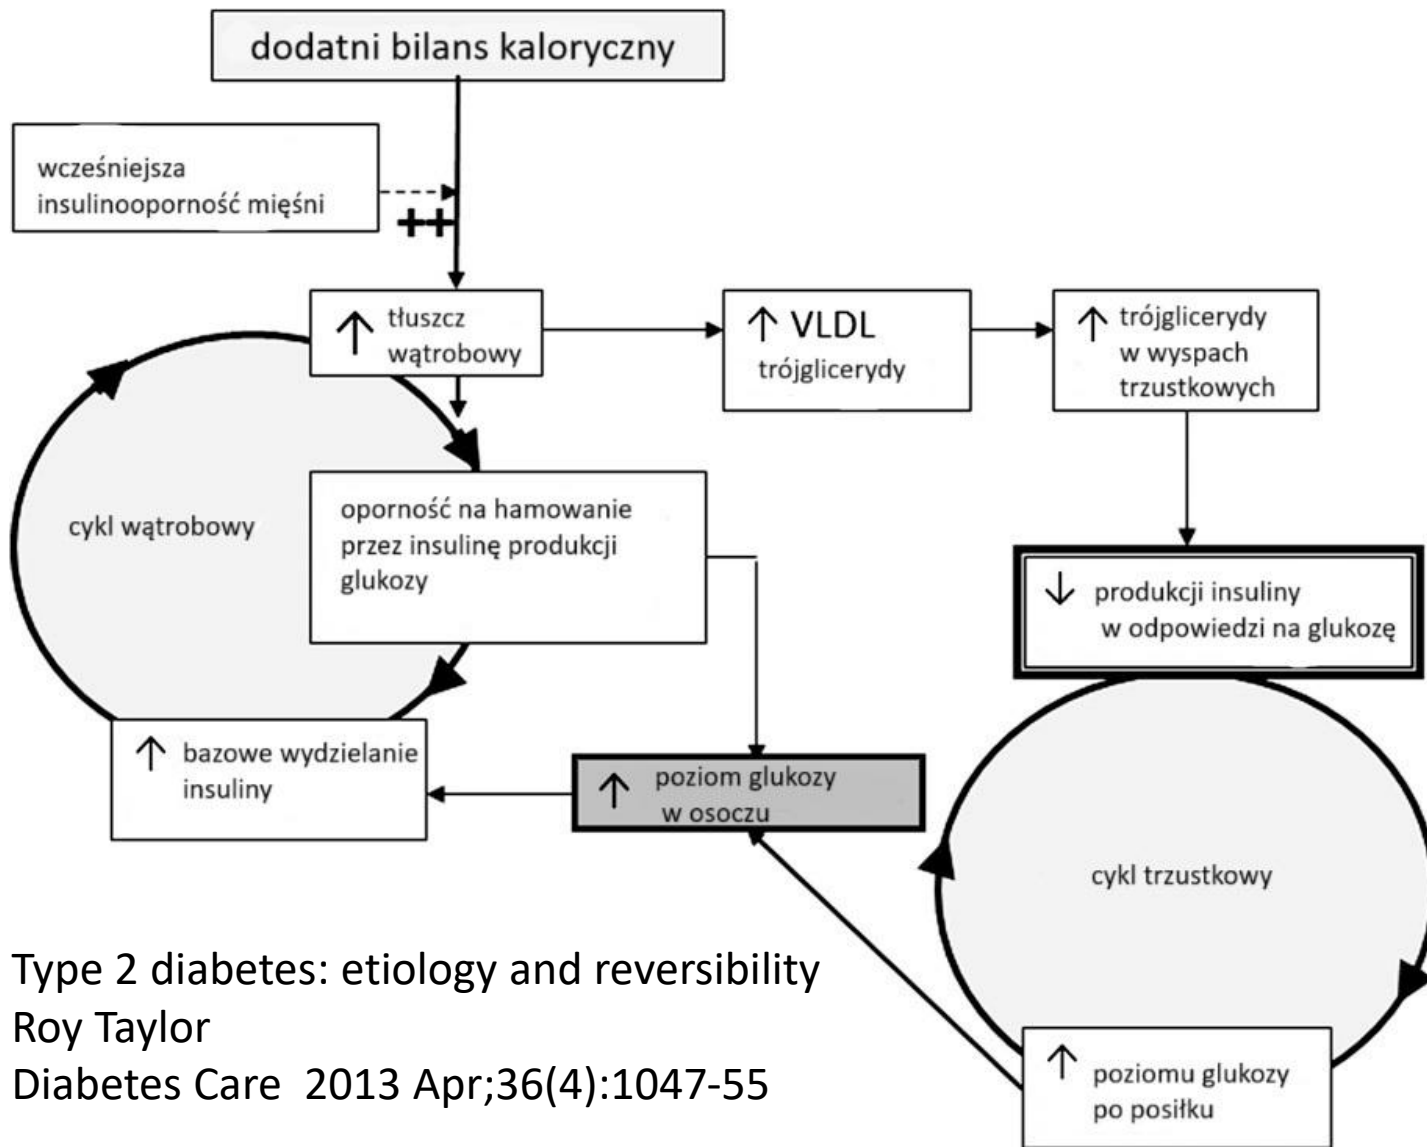 dodatni bilans kaloryczny
wcześniejsza
insulinooporność mięśni
++
↑ tłuszcz
wątrobowy
↑ VLDL
trójglicerydy
↑ trójglicerydy
w wyspach
trzustkowych
cykl wątrobowy
oporność na hamowanie
przez insulinę produkcji
glukozy
↓ produkcji insuliny
w odpowiedzi na glukozę
↑ bazowe wydzielanie
insuliny
↑ poziom glukozy
w osoczu
cykl trzustkowy
↑ poziomu glukozy
po posiłku
Type 2 diabetes: etiology and reversibility
Roy Taylor
Diabetes Care 2013 Apr;36(4):1047-55